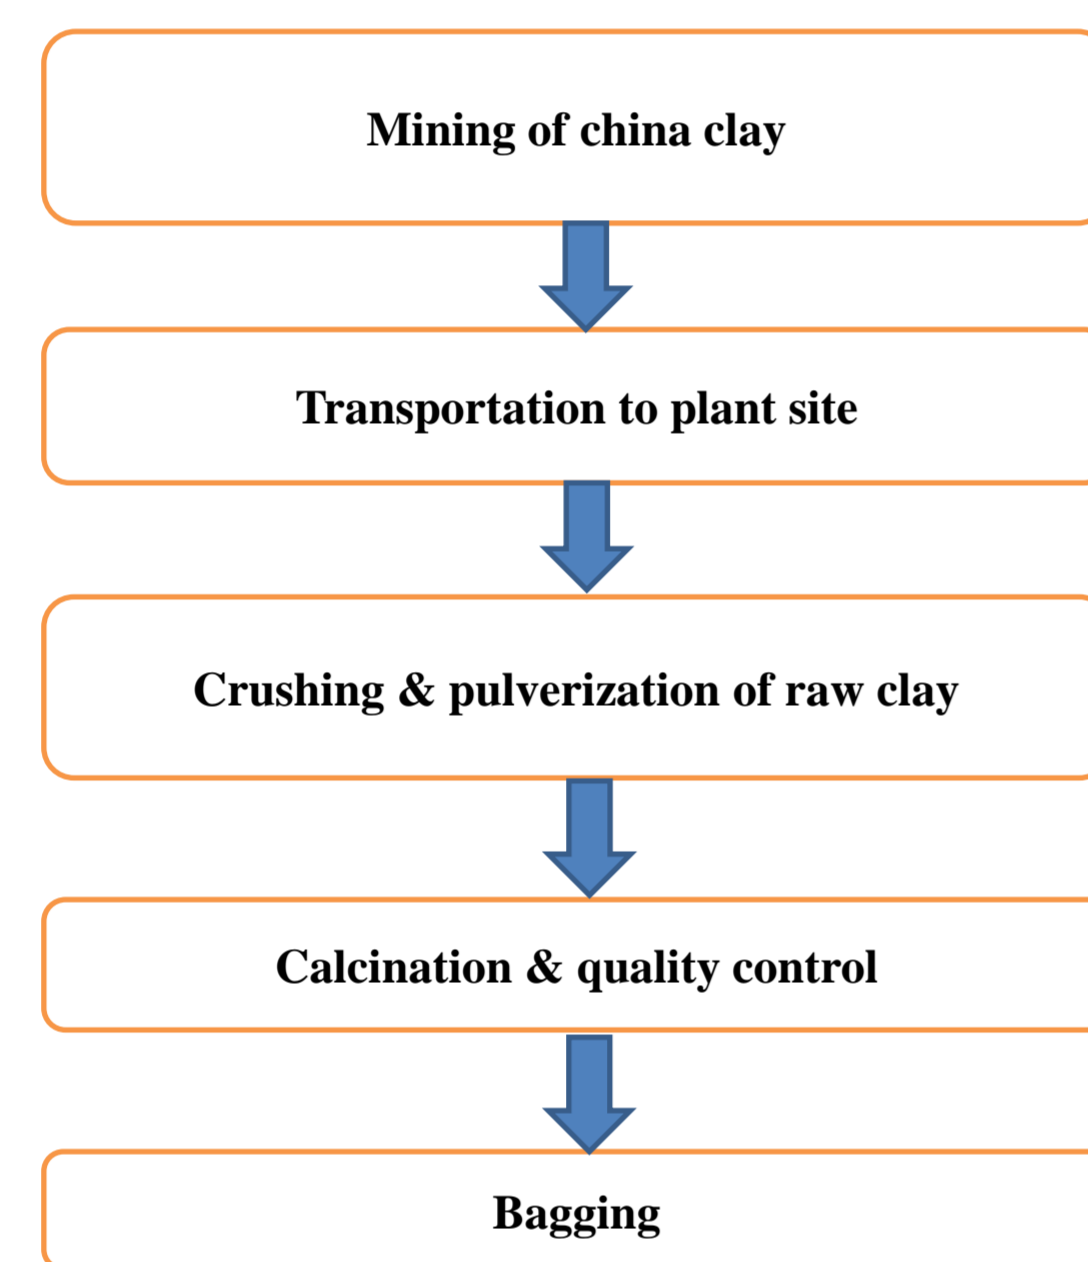 Mining of china clay
Transportation to plant site
Crushing & pulverization of raw clay
Calcination & quality control
Bagging